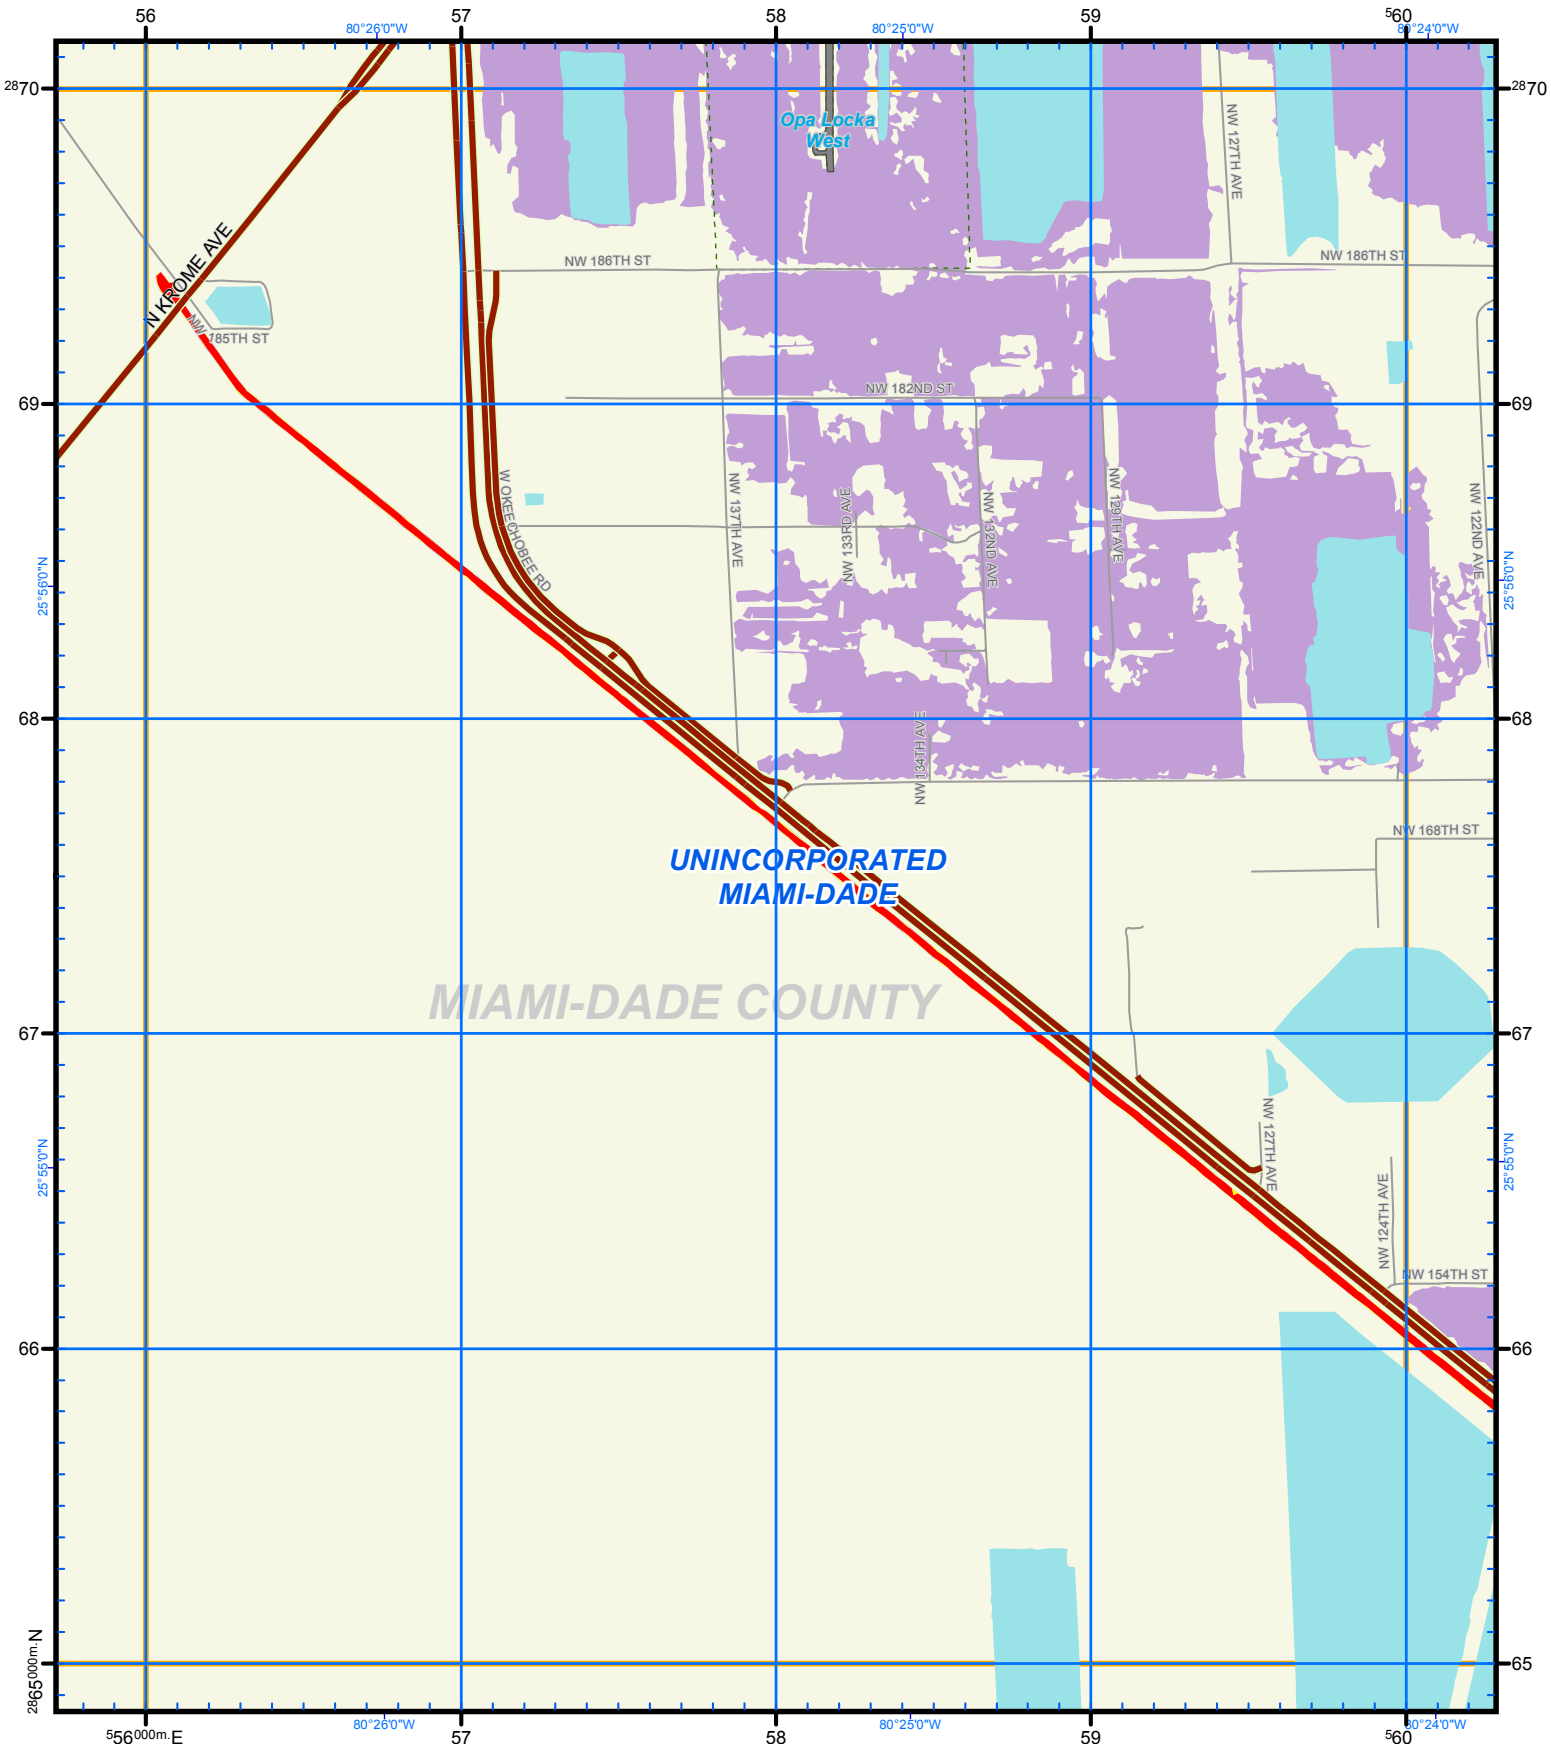 56
57
58
59
⁵60
80°26'0"W
80°25'0"W
80°24'0"W
²⁸70
²⁸70
Opa Locka
West
NW 127TH AVE
N KROME AVE
NW 186TH ST
NW 186TH ST
NW 185TH ST
NW 182ND ST
69
69
W OKEECHOBEE RD
NW 137TH AVE
NW 133RD AVE
NW 132ND AVE
NW 129TH AVE
NW 122ND AVE
25°56'0"N
25°56'0"N
68
68
NW 134TH AVE
NW 168TH ST
UNINCORPORATED
MIAMI-DADE
MIAMI-DADE COUNTY
67
67
NW 127TH AVE
25°55'0"N
25°55'0"N
NW 124TH AVE
NW 154TH ST
66
66
²⁸65⁰⁰⁰ᵐ·N
65
80°26'0"W
80°25'0"W
80°24'0"W
⁵56⁰⁰⁰ᵐ·E
57
58
59
⁵60